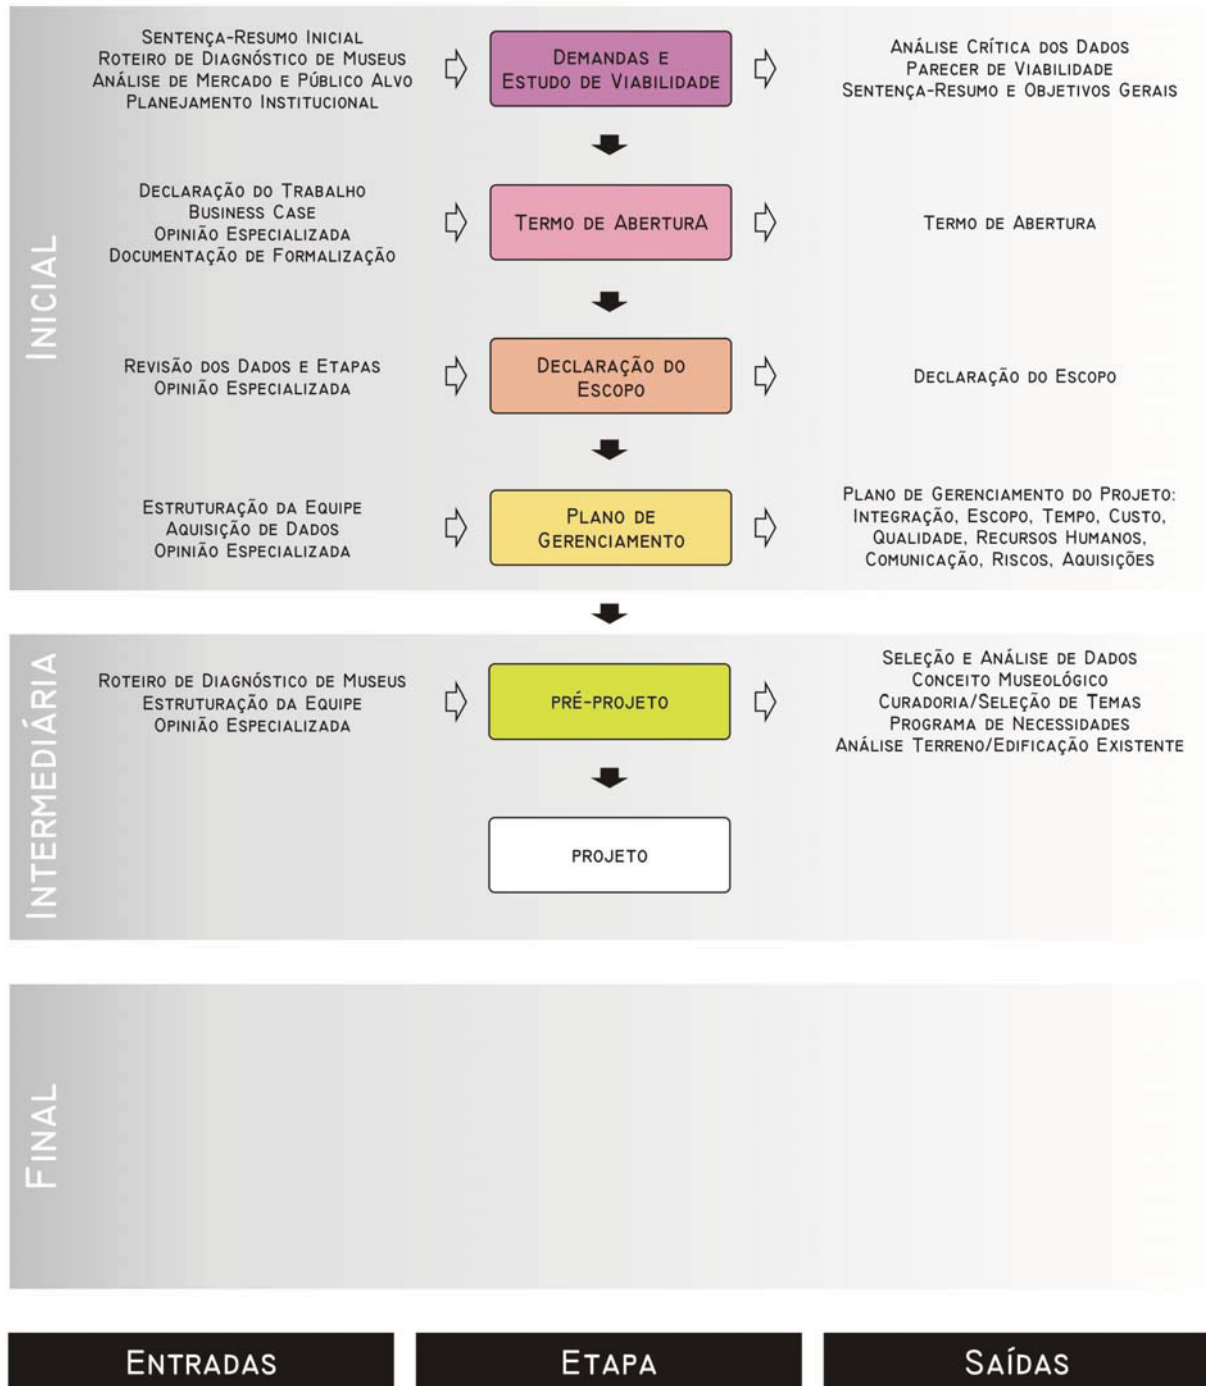 INICIAL
SENTENÇA-RESUMO INICIAL
ROTEIRO DE DIAGNÓSTICO DE MUSEUS
ANÁLISE DE MERCADO E PÚBLICO ALVO
PLANEJAMENTO INSTITUCIONAL
DEMANDAS E
ESTUDO DE VIABILIDADE
ANÁLISE CRÍTICA DOS DADOS
PARECER DE VIABILIDADE
SENTENÇA-RESUMO E OBJETIVOS GERAIS
DECLARAÇÃO DO TRABALHO
BUSINESS CASE
OPINIÃO ESPECIALIZADA
DOCUMENTAÇÃO DE FORMALIZAÇÃO
TERMO DE ABERTURA
TERMO DE ABERTURA
REVISÃO DOS DADOS E ETAPAS
OPINIÃO ESPECIALIZADA
DECLARAÇÃO DO
ESCOPO
DECLARAÇÃO DO ESCOPO
ESTRUTURAÇÃO DA EQUIPE
AQUISIÇÃO DE DADOS
OPINIÃO ESPECIALIZADA
PLANO DE
GERENCIAMENTO
PLANO DE GERENCIAMENTO DO PROJETO:
INTEGRAÇÃO, ESCOPO, TEMPO, CUSTO,
QUALIDADE, RECURSOS HUMANOS,
COMUNICAÇÃO, RISCOS, AQUISIÇÕES
INTERMEDIÁRIA
ROTEIRO DE DIAGNÓSTICO DE MUSEUS
ESTRUTURAÇÃO DA EQUIPE
OPINIÃO ESPECIALIZADA
PRÉ-PROJETO
SELEÇÃO E ANÁLISE DE DADOS
CONCEITO MUSEOLÓGICO
CURADORIA/SELEÇÃO DE TEMAS
PROGRAMA DE NECESSIDADES
ANÁLISE TERRENO/EDIFICAÇÃO EXISTENTE
PROJETO
FINAL
ENTRADAS
ETAPA
SAÍDAS